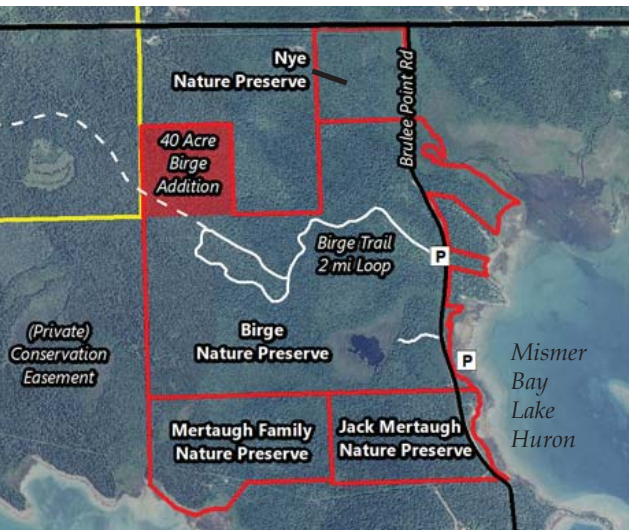 Nye
Nature Preserve
Brulee Point Rd
40 Acre
Birge
Addition
Birge Trail
2 mi Loop
P
(Private)
Conservation
Easement
Birge
Nature Preserve
P
Mismer
Bay
Lake
Huron
Mertaugh Family
Nature Preserve
Jack Mertaugh
Nature Preserve